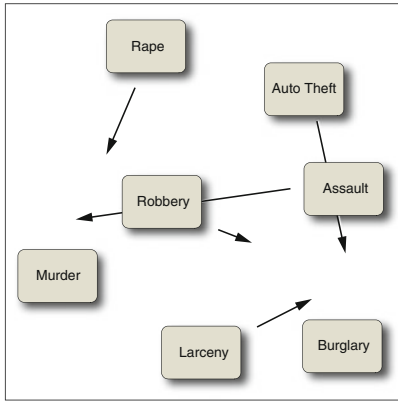 Rape
Auto Theft
Robbery
Assault
Murder
Larceny
Burglary